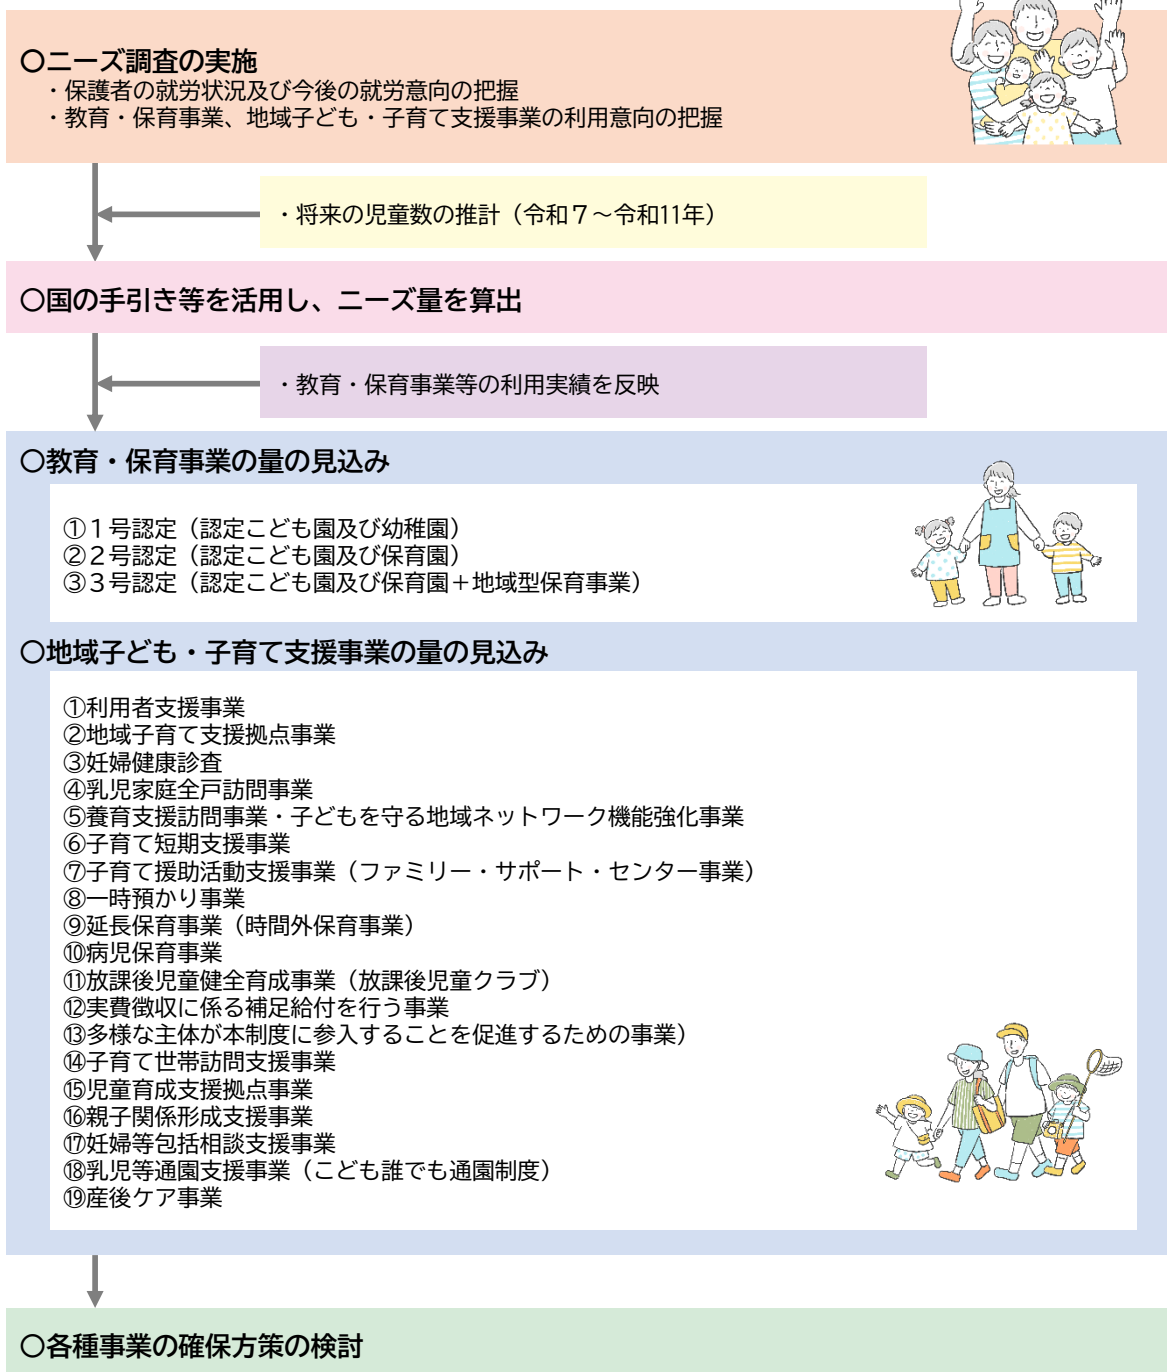 〇ニーズ調査の実施
・保護者の就労状況及び今後の就労意向の把握
・教育・保育事業、地域子ども・子育て支援事業の利用意向の把握
・将来の児童数の推計（令和７～令和11年）
〇国の手引き等を活用し、ニーズ量を算出
・教育・保育事業等の利用実績を反映
〇教育・保育事業の量の見込み
①１号認定（認定こども園及び幼稚園）
②２号認定（認定こども園及び保育園）
③３号認定（認定こども園及び保育園＋地域型保育事業）
〇地域子ども・子育て支援事業の量の見込み
①利用者支援事業
②地域子育て支援拠点事業
③妊婦健康診査
④乳児家庭全戸訪問事業
⑤養育支援訪問事業・子どもを守る地域ネットワーク機能強化事業
⑥子育て短期支援事業
⑦子育て援助活動支援事業（ファミリー・サポート・センター事業）
⑧一時預かり事業
⑨延長保育事業（時間外保育事業）
⑩病児保育事業
⑪放課後児童健全育成事業（放課後児童クラブ）
⑫実費徴収に係る補足給付を行う事業
⑬多様な主体が本制度に参入することを促進するための事業）
⑭子育て世帯訪問支援事業
⑮児童育成支援拠点事業
⑯親子関係形成支援事業
⑰妊婦等包括相談支援事業
⑱乳児等通園支援事業（こども誰でも通園制度）
⑲産後ケア事業
〇各種事業の確保方策の検討